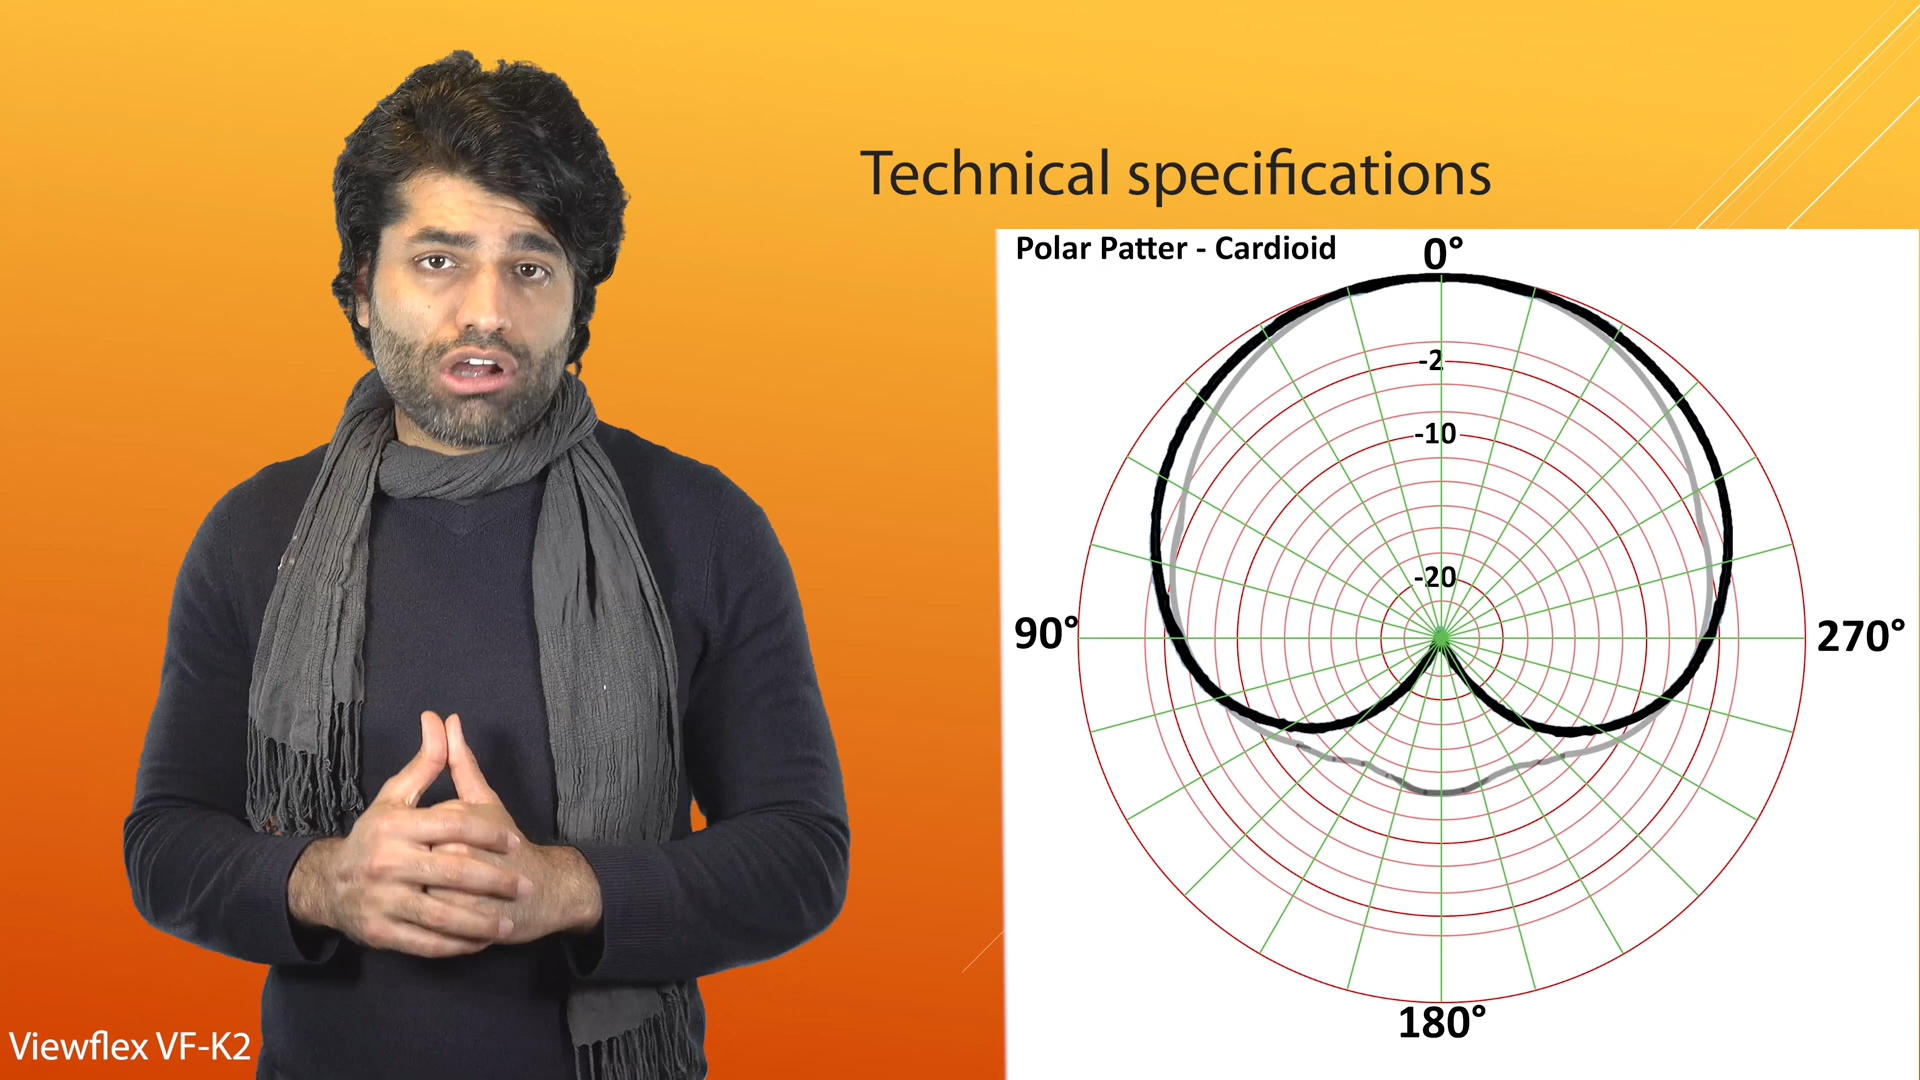 Technical specifications
Polar Patter - Cardioid
0°
-2
-10
-20
90°
270°
180°
Viewflex VF-K2